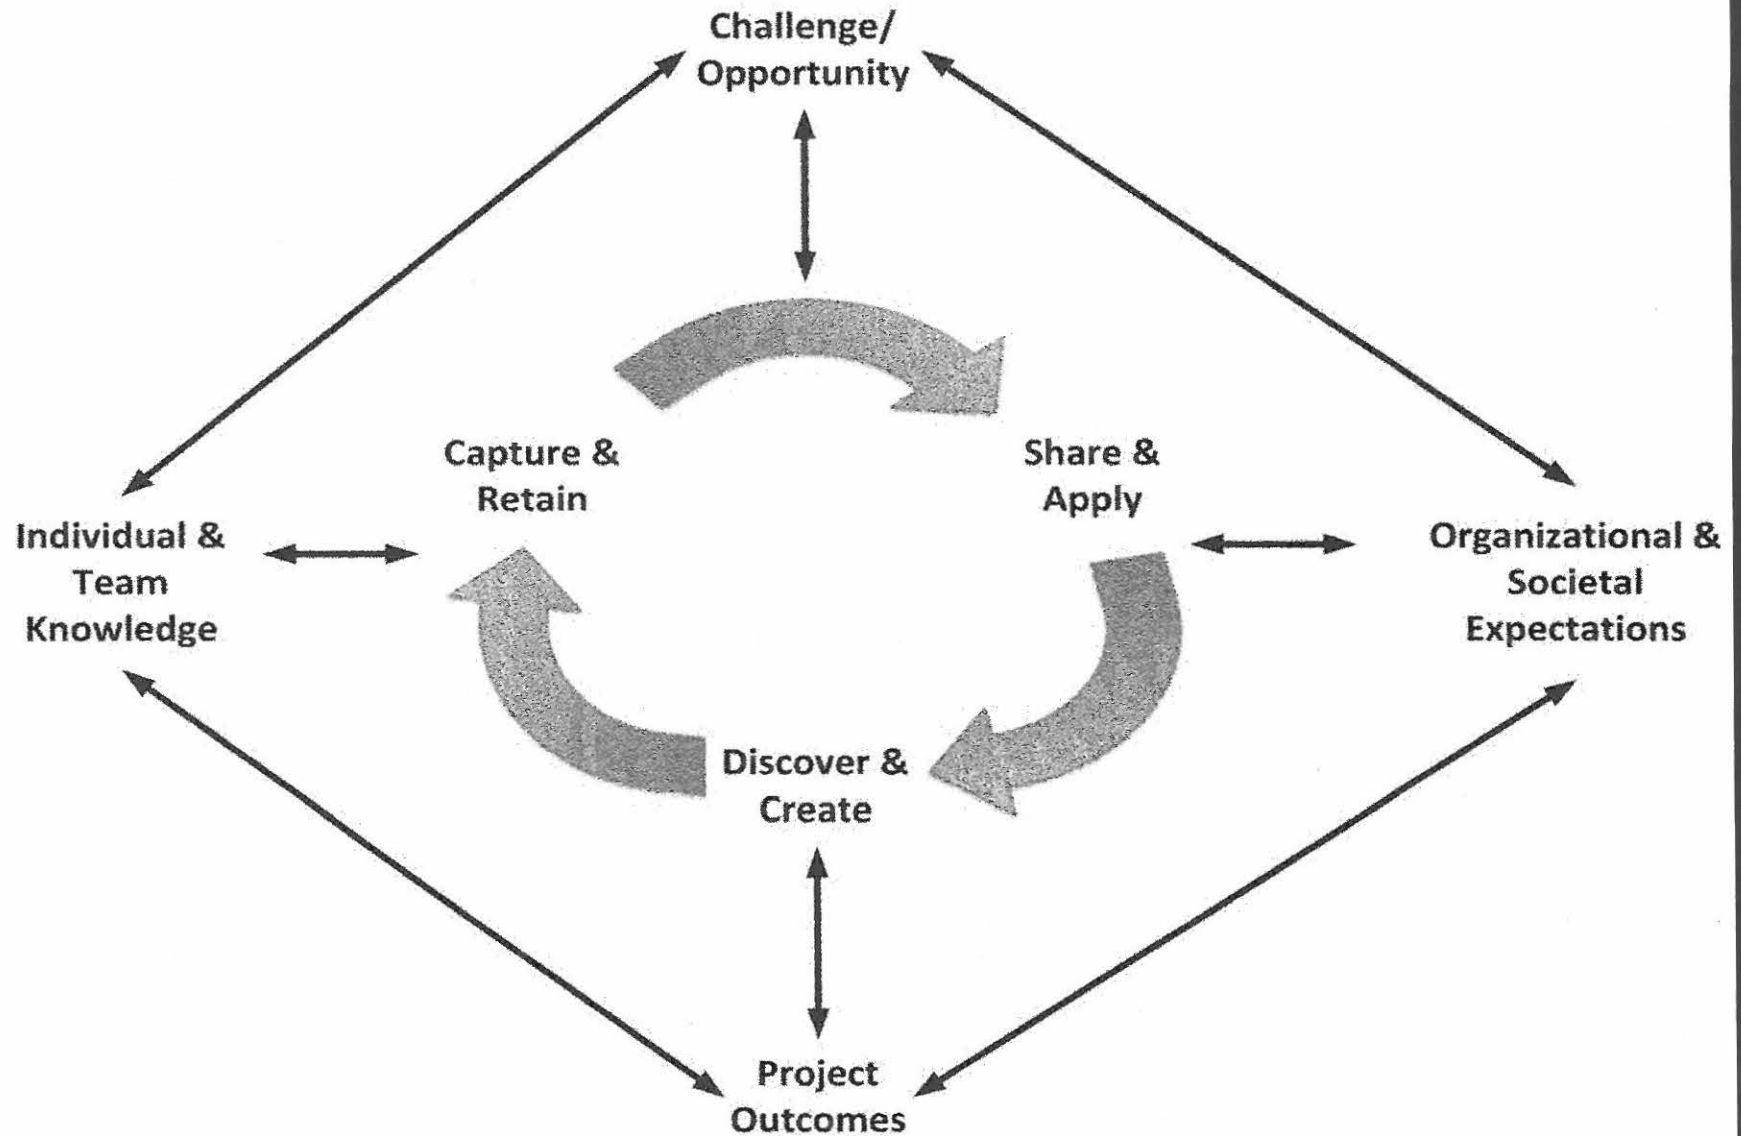 Challenge/
Opportunity
Capture &
Retain
Share &
Apply
Individual &
Team
Knowledge
Organizational &
Societal
Expectations
Discover &
Create
Project
Outcomes